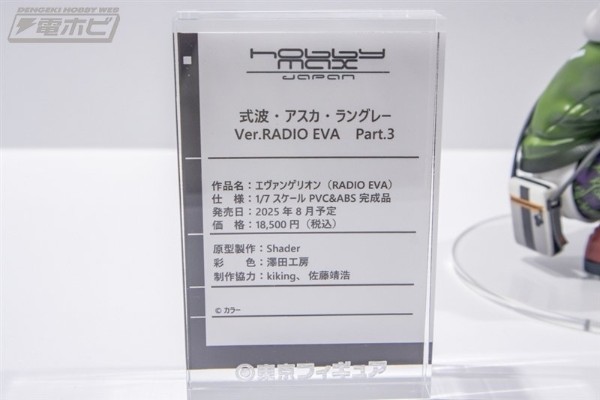 DENGEKI HOBBY WEB
電ホビ
hobby
max
JAPAN
式波・アスカ・ラングレー
Ver.RADIO EVA Part.3
作品名：エヴァンゲリオン（RADIO EVA）
仕　様：1/7 スケール PVC&ABS 完成品
発売日：2025 年 8 月予定
価　格：18,500 円（税込）
原型製作：Shader
彩　　色：澤田工房
制作協力：kiking、佐藤靖浩
© カラー
©東京フィギュア